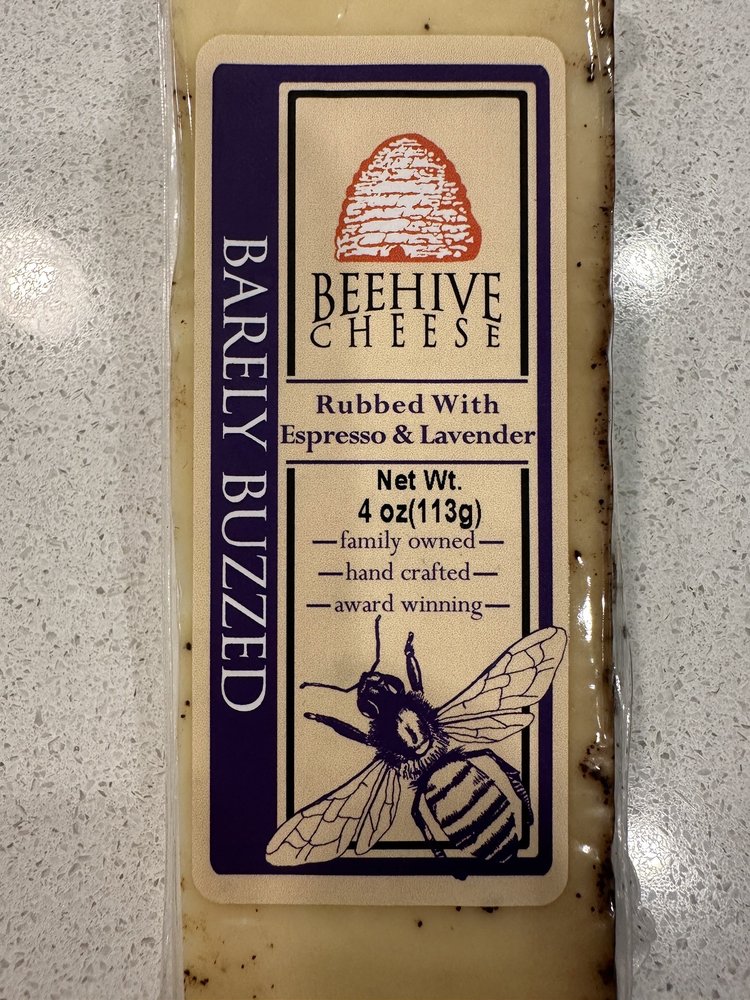 BARELY BUZZED
BEEHIVE
CHEESE
Rubbed With
Espresso & Lavender
Net Wt.
4 oz(113g)
—family owned—
—hand crafted—
—award winning—